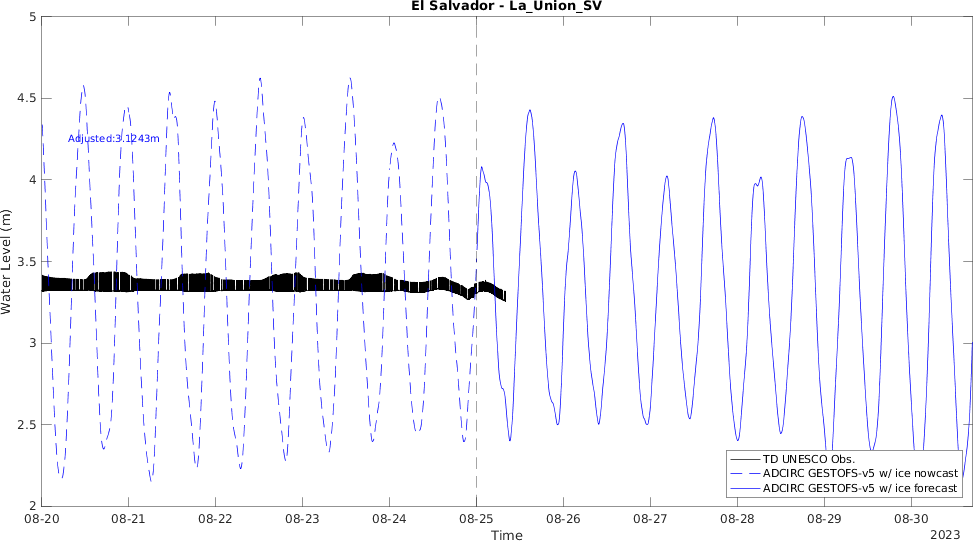 El Salvador - La_Union_SV
5
4.5
4
3.5
3
2.5
2
Water Level (m)
Adjusted:3.1243m
TD UNESCO Obs.
ADCIRC GESTOFS-v5 w/ ice nowcast
ADCIRC GESTOFS-v5 w/ ice forecast
08-20 08-21 08-22 08-23 08-24 08-25 08-26 08-27 08-28 08-29 08-30
Time
2023